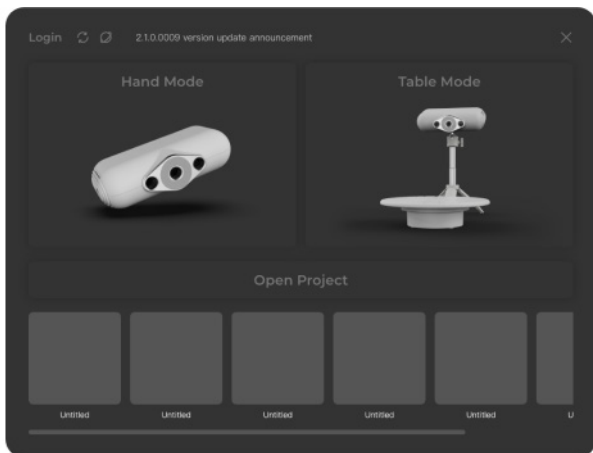 Login 2.1.0.0009 version update announcement
Hand Mode Table Mode
Open Project
Untitled Untitled Untitled Untitled Untitled U